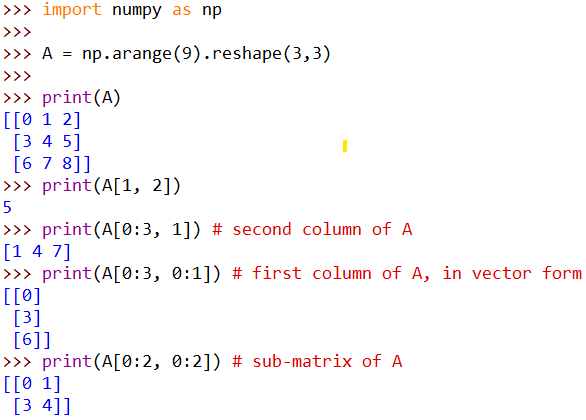 >>> import numpy as np
>>>
>>> A = np.arange(9).reshape(3,3)
>>>
>>> print(A)
[[0 1 2]
 [3 4 5]
 [6 7 8]]
>>> print(A[1, 2])
5
>>> print(A[0:3, 1]) # second column of A
[1 4 7]
>>> print(A[0:3, 0:1]) # first column of A, in vector form
[[0]
 [3]
 [6]]
>>> print(A[0:2, 0:2]) # sub-matrix of A
[[0 1]
 [3 4]]